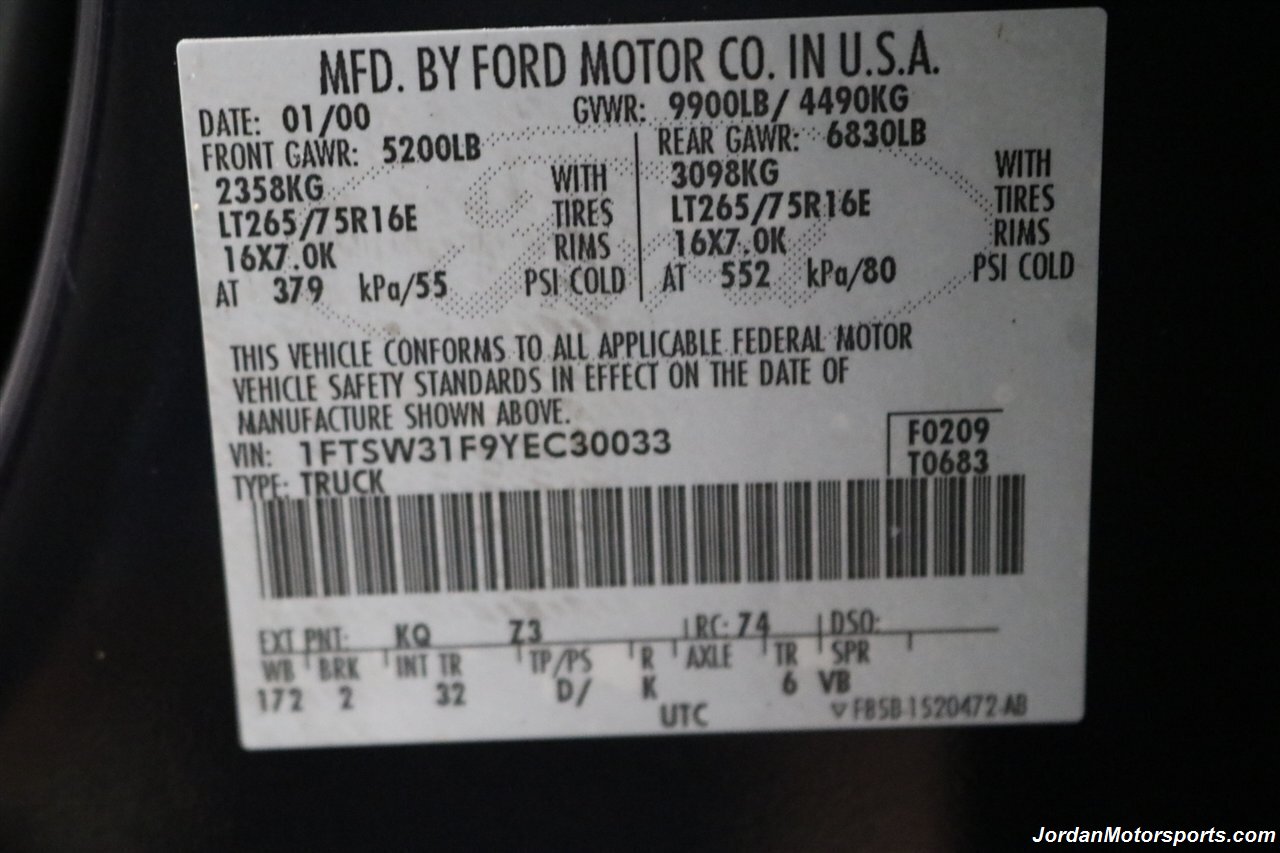 MFD. BY FORD MOTOR CO. IN U.S.A.
DATE: 01/00 GVWR: 9900LB/ 4490KG
FRONT GAWR: 5200LB REAR GAWR: 6830LB
2358KG WITH 3098KG WITH
LT265/75R16E TIRES LT265/75R16E TIRES
16X7.0K RIMS 16X7.0K RIMS
AT 379 kPa/55 PSI COLD AT 552 kPa/80 PSI COLD
THIS VEHICLE CONFORMS TO ALL APPLICABLE FEDERAL MOTOR
VEHICLE SAFETY STANDARDS IN EFFECT ON THE DATE OF
MANUFACTURE SHOWN ABOVE.
VIN: 1FTSW31F9YEC30033 F0209
TYPE: TRUCK T0683
EXT PNT: KQ Z3 RC: 74 DSO:
WB BRK INT TR TP/PS R AXLE TR SPR
172 2 32 D/ K 6 VB
UTC ▽ F85B-1520472-AB
JordanMotorsports.com